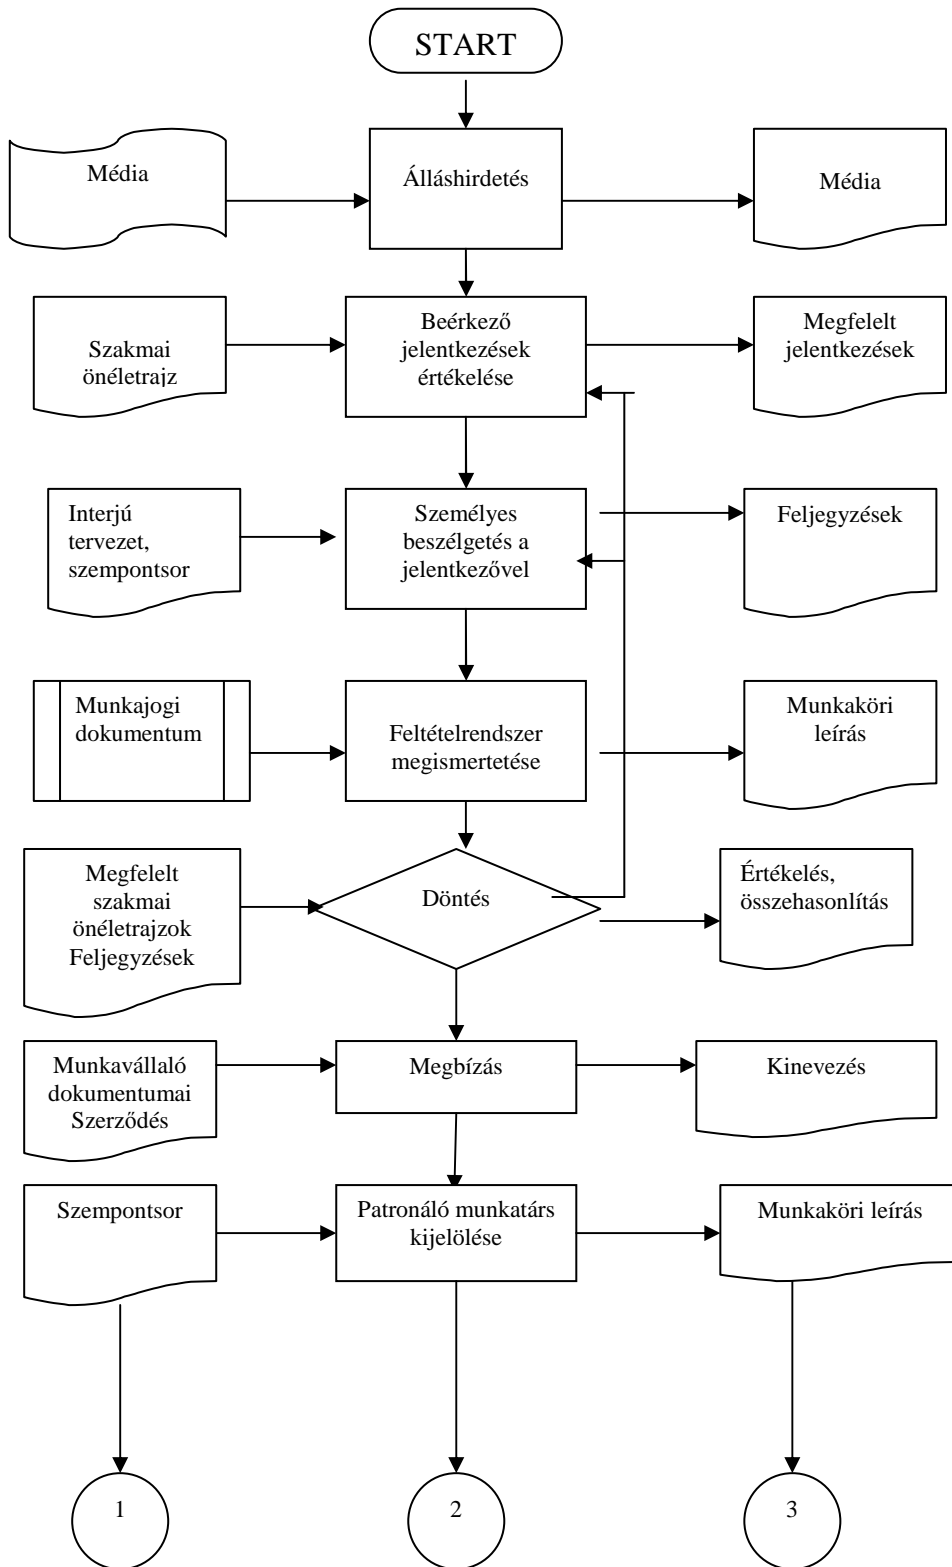 START
Média
Álláshirdetés
Média
Szakmai
önéletrajz
Beérkező
jelentkezések
értékelése
Megfelelt
jelentkezések
Interjú
tervezet,
szempontsor
Személyes
beszélgetés a
jelentkezővel
Feljegyzések
Munkajogi
dokumentum
Feltételrendszer
megismertetése
Munkaköri
leírás
Megfelelt
szakmai
önéletrajzok
Feljegyzések
Döntés
Értékelés,
összehasonlítás
Munkavállaló
dokumentumai
Szerződés
Megbízás
Kinevezés
Szempontsor
Patronáló munkatárs
kijelölése
Munkaköri leírás
1
2
3